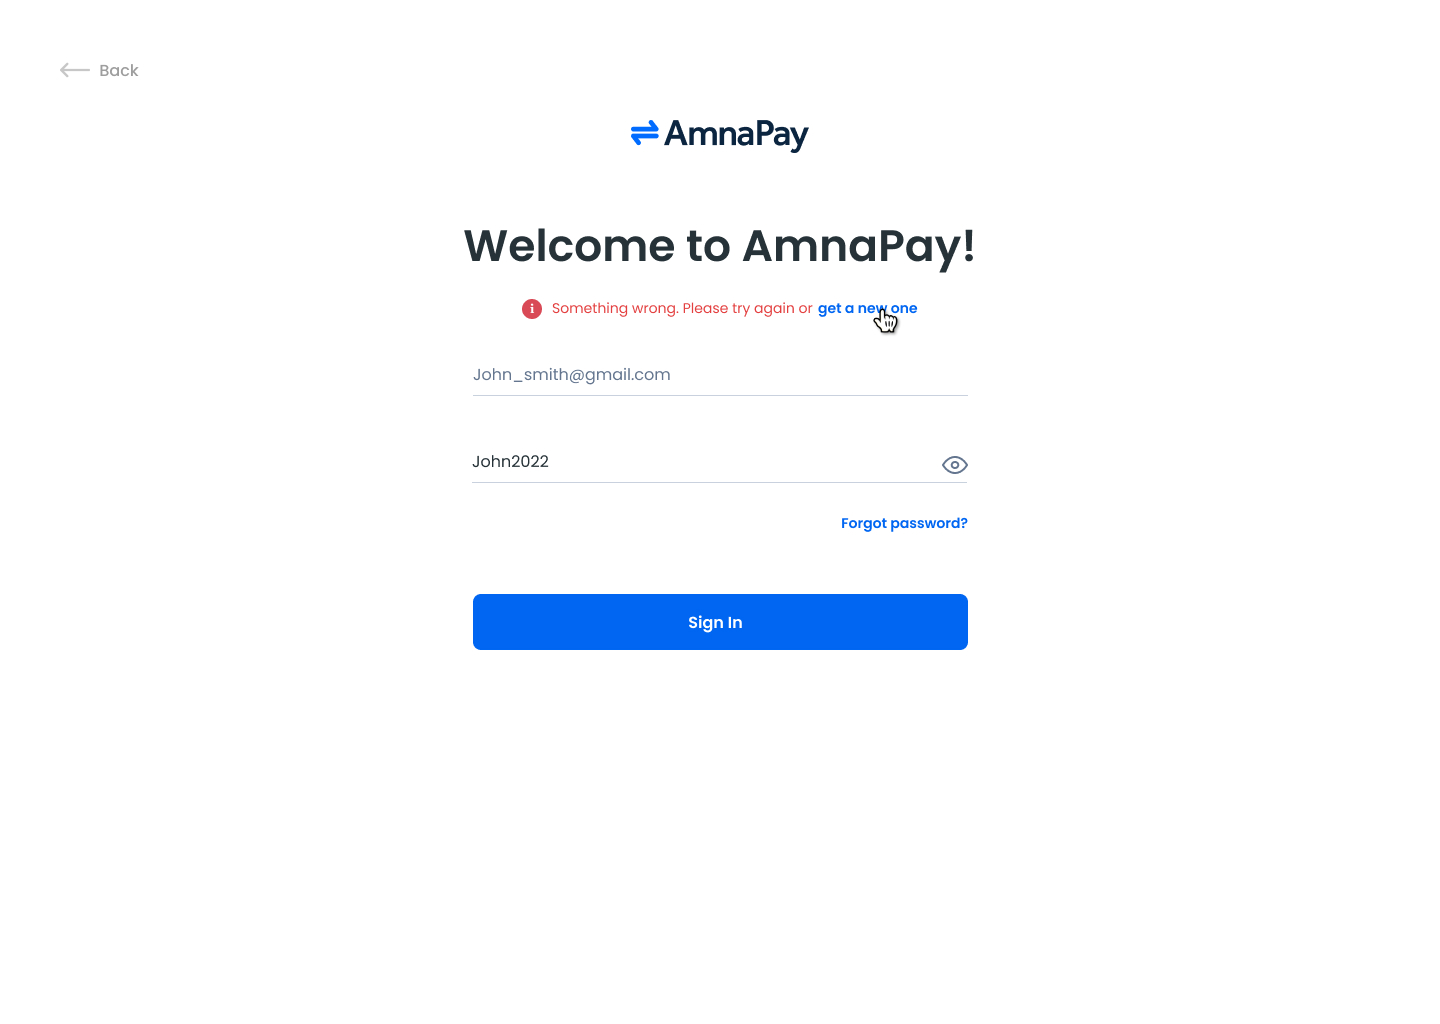 Back
AmnaPay
Welcome to AmnaPay!
Something wrong. Please try again or get a new one
John_smith@gmail.com
John2022
Forgot password?
Sign In